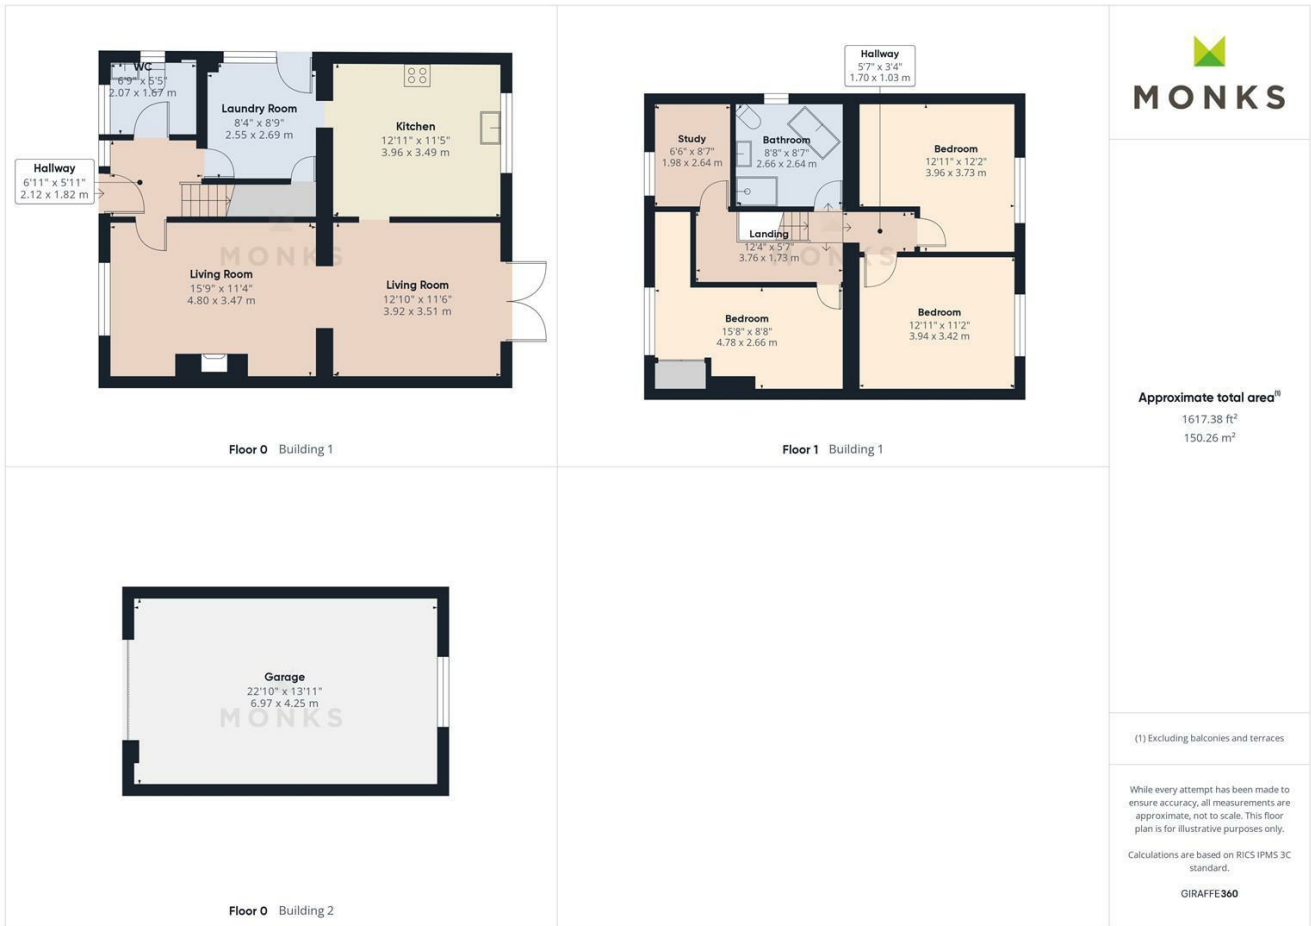 WC
6'9" x 5'5"
2.07 x 1.67 m
Laundry Room
8'4" x 8'9"
2.55 x 2.69 m
Kitchen
12'11" x 11'5"
3.96 x 3.49 m
Hallway
6'11" x 5'11"
2.12 x 1.82 m
MONKS
Living Room
15'9" x 11'4"
4.80 x 3.47 m
Living Room
12'10" x 11'6"
3.92 x 3.51 m
Floor 0 Building 1
Hallway
5'7" x 3'4"
1.70 x 1.03 m
Study
6'6" x 8'7"
1.98 x 2.64 m
Bathroom
8'8" x 8'7"
2.66 x 2.64 m
Bedroom
12'11" x 12'2"
3.96 x 3.73 m
Landing
12'4" x 5'7"
3.76 x 1.73 m
MONKS
Bedroom
15'8" x 8'8"
4.78 x 2.66 m
Bedroom
12'11" x 11'2"
3.94 x 3.42 m
Floor 1 Building 1
Garage
22'10" x 13'11"
6.97 x 4.25 m
MONKS
Floor 0 Building 2
MONKS
Approximate total area(1)
1617.38 ft²
150.26 m²
(1) Excluding balconies and terraces
While every attempt has been made to
ensure accuracy, all measurements are
approximate, not to scale. This floor
plan is for illustrative purposes only.
Calculations are based on RICS IPMS 3C
standard.
GIRAFFE360